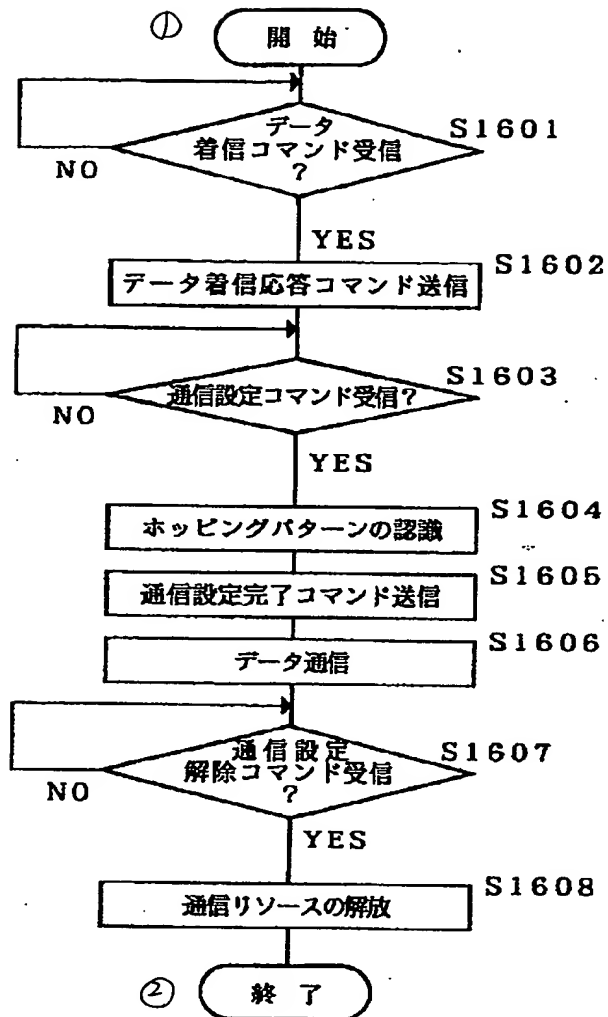 ①
開始
データ
着信コマンド受信
?
S1601
NO
YES
データ着信応答コマンド送信
S1602
通信設定コマンド受信?
S1603
NO
YES
ホッピングパターンの認識
S1604
通信設定完了コマンド送信
S1605
データ通信
S1606
通信設定
解除コマンド受信
?
S1607
NO
YES
通信リソースの解放
S1608
②
終了